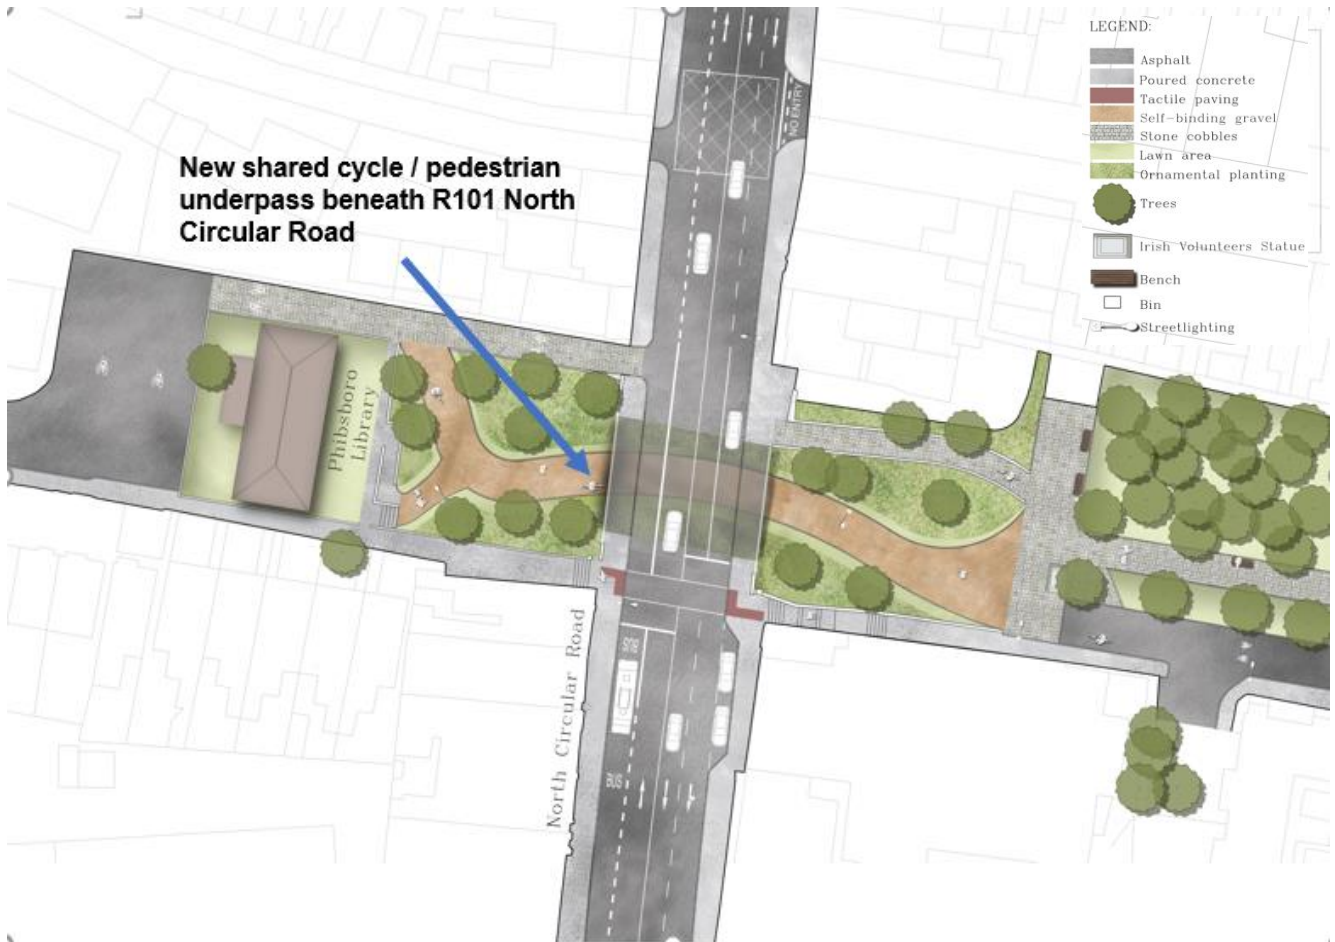 LEGEND:
Asphalt
Poured concrete
Tactile paving
Self-binding gravel
Stone cobbles
Lawn area
Ornamental planting
Trees
Irish Volunteers Statue
Bench
Bin
Streetlighting
NO ENTRY
New shared cycle / pedestrian
underpass beneath R101 North
Circular Road
Phibsboro
Library
North Circular Road
BUS
BUS